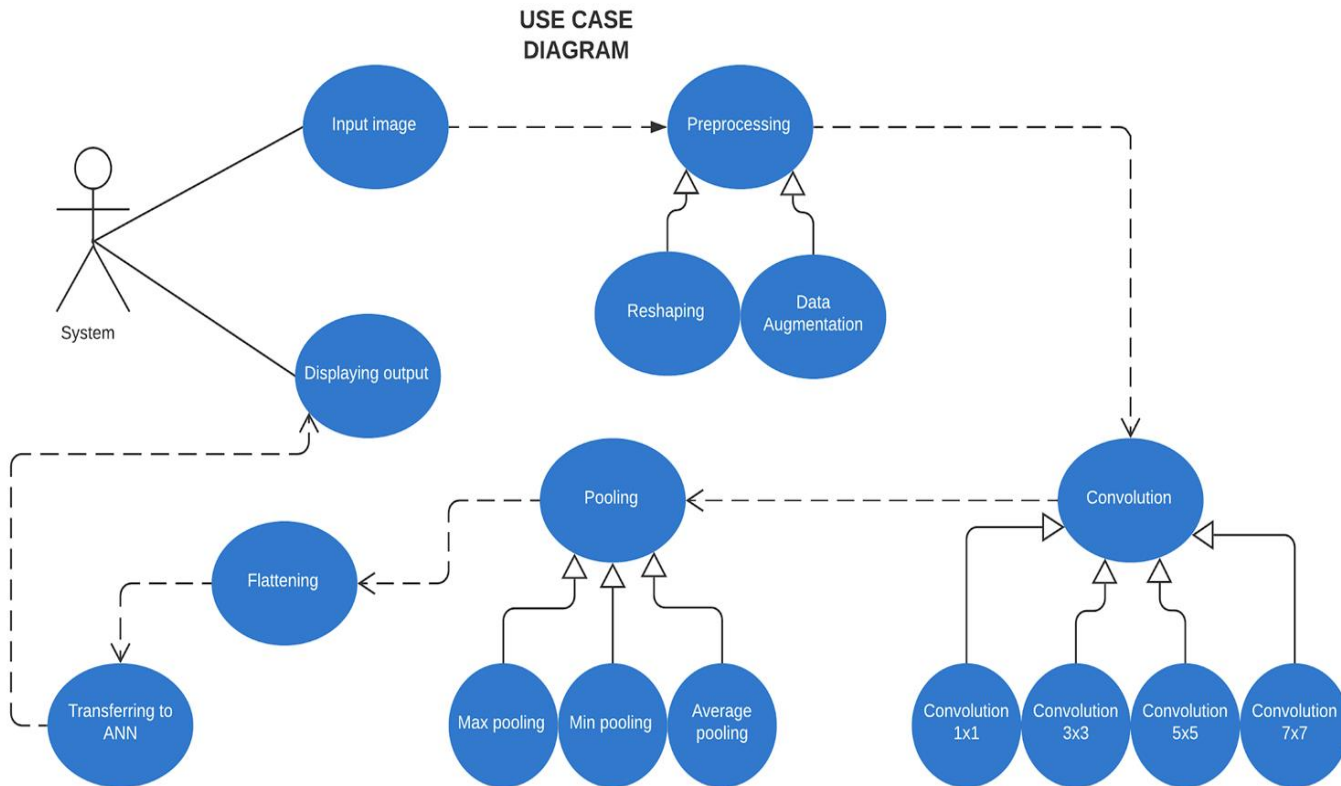 USE CASE
DIAGRAM
Input image
Preprocessing
Reshaping
Data
Augmentation
System
Displaying output
Pooling
Convolution
Flattening
Transferring to
ANN
Max pooling
Min pooling
Average
pooling
Convolution
1x1
Convolution
3x3
Convolution
5x5
Convolution
7x7